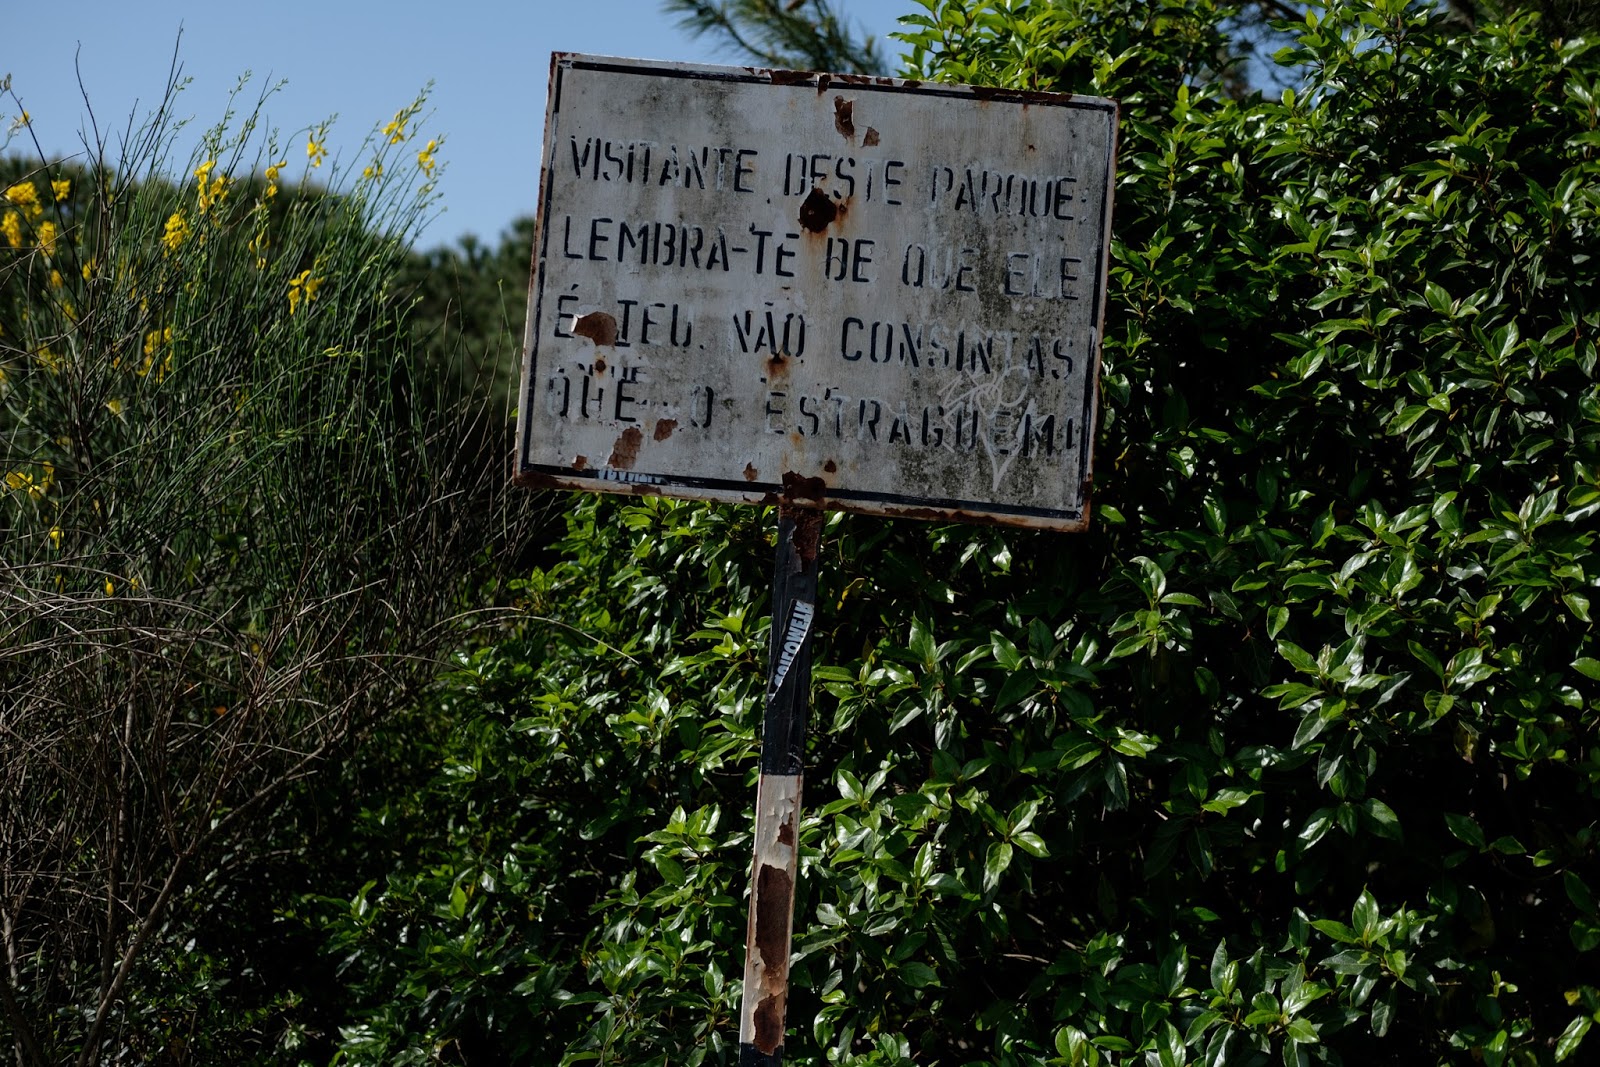 VISITANTE DESTE PARQUE:
LEMBRA-TE DE QUE ELE
É TEU. NÃO CONSINTAS
QUE O ESTRAGUEM!